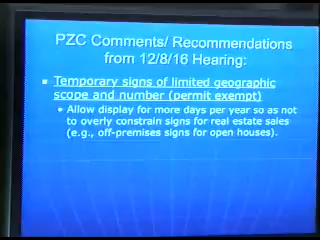 PZC Comments/ Recommendations
from 12/8/16 Hearing:
Temporary signs of limited geographic
scope and number (permit exempt)
Allow display for more days per year so as not
to overly constrain signs for real estate sales
(e.g., off-premises signs for open houses).